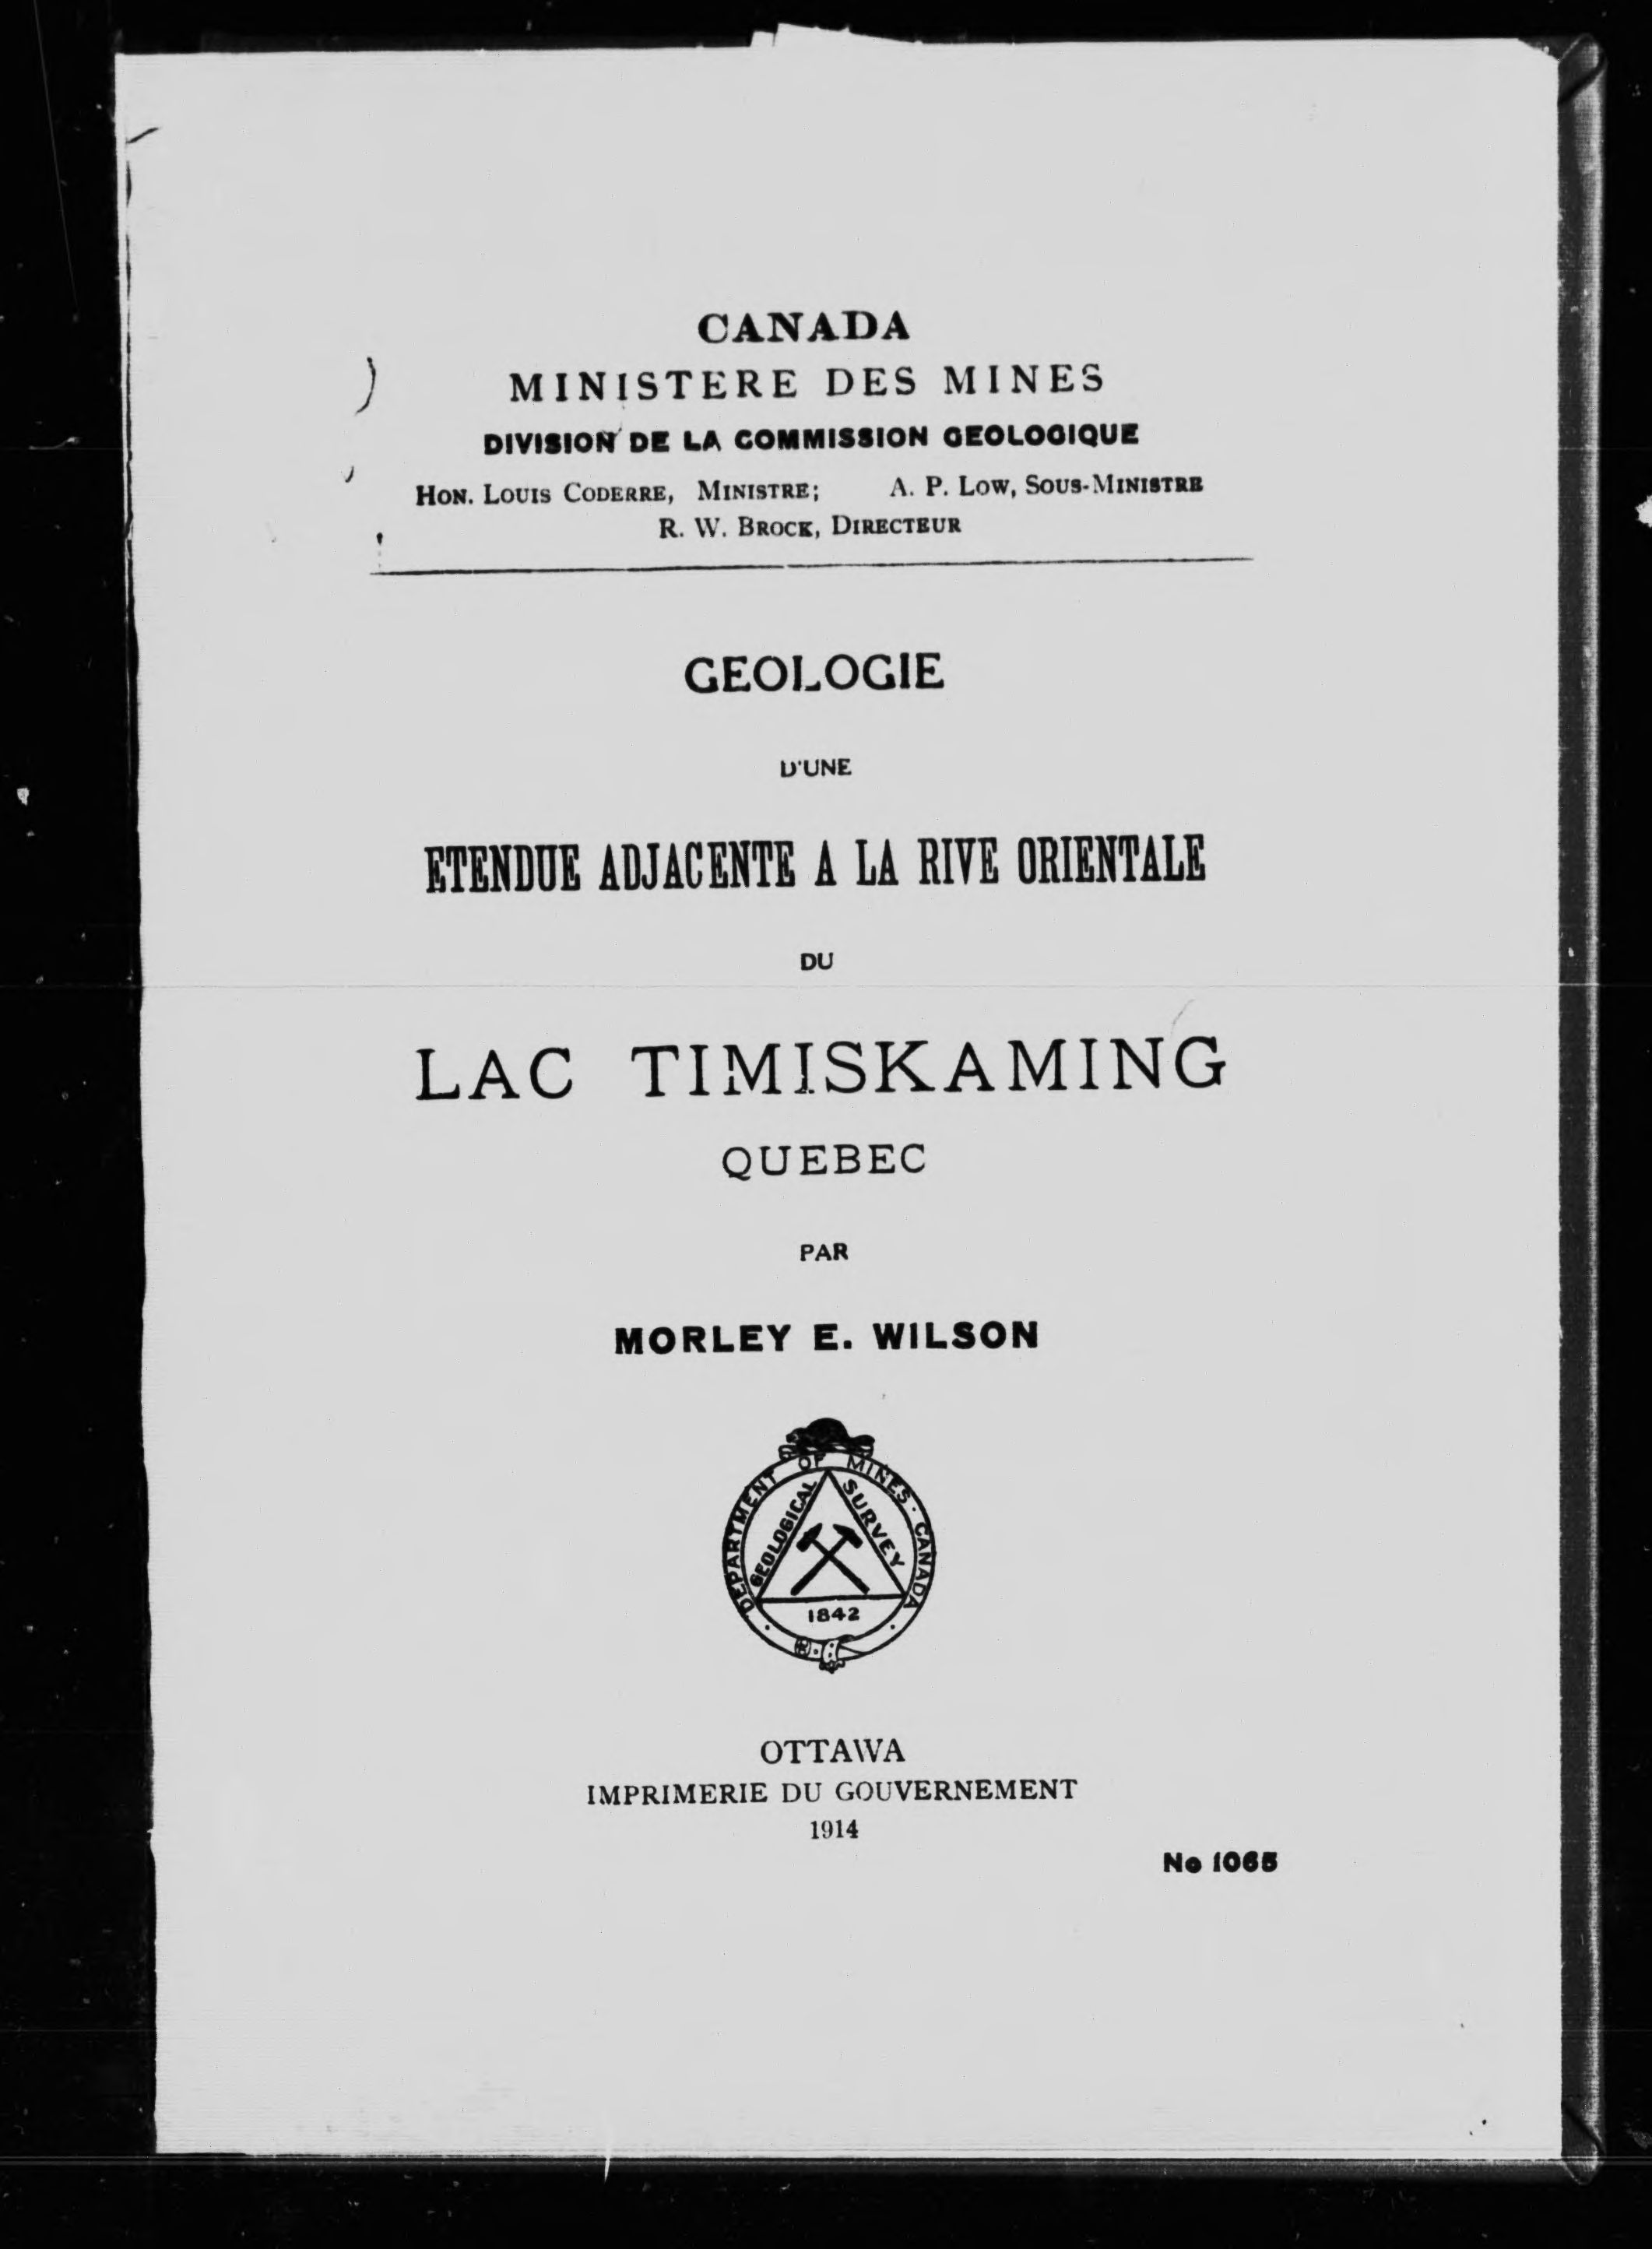 CANADA
MINISTERE DES MINES
DIVISION DE LA COMMISSION GEOLOGIQUE
HON. LOUIS CODERRE, MINISTRE; A. P. LOW, SOUS-MINISTRE
R. W. BROCK, DIRECTEUR
GEOLOGIE
D'UNE
ETENDUE ADJACENTE A LA RIVE ORIENTALE
DU
LAC TIMISKAMING
QUEBEC
PAR
MORLEY E. WILSON
DEPARTMENT OF MINES · CANADA
GEOLOGICAL SURVEY
1842
OTTAWA
IMPRIMERIE DU GOUVERNEMENT
1914
No 1065